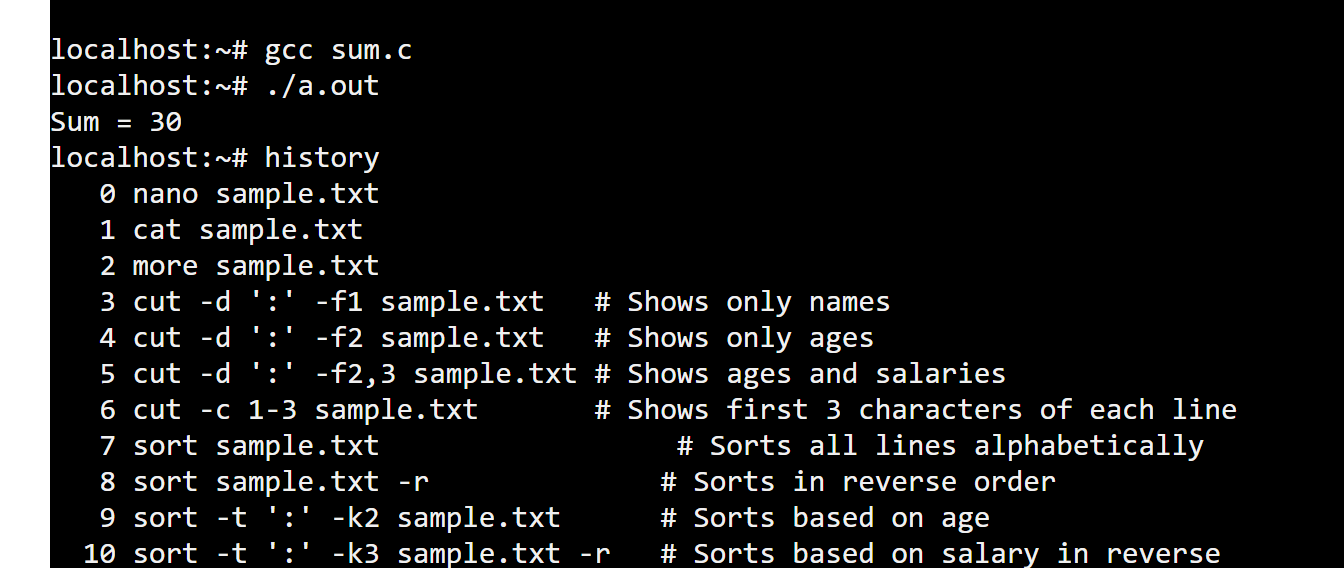 localhost:~# gcc sum.c
localhost:~# ./a.out
Sum = 30
localhost:~# history
   0 nano sample.txt
   1 cat sample.txt
   2 more sample.txt
   3 cut -d ':' -f1 sample.txt   # Shows only names
   4 cut -d ':' -f2 sample.txt   # Shows only ages
   5 cut -d ':' -f2,3 sample.txt # Shows ages and salaries
   6 cut -c 1-3 sample.txt       # Shows first 3 characters of each line
   7 sort sample.txt                  # Sorts all lines alphabetically
   8 sort sample.txt -r              # Sorts in reverse order
   9 sort -t ':' -k2 sample.txt      # Sorts based on age
  10 sort -t ':' -k3 sample.txt -r   # Sorts based on salary in reverse